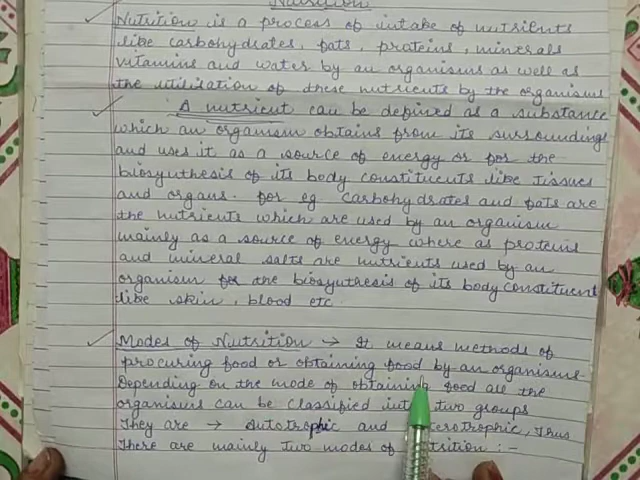 Nutrition
Nutrition is a process of intake of nutrients
like carbohydrates, fats, proteins, minerals
vitamins and water by an organism as well as
the utilisation of these nutrients by the organism
A nutrient can be defined as a substance
which an organism obtains from its surroundings
and uses it as a source of energy or for the
biosynthesis of its body constituents like tissues
and organs. for eg carbohydrates and fats are
the nutrients which are used by an organism
mainly as a source of energy where as proteins
and mineral salts are nutrients used by an
organism for the biosynthesis of its body constituent
like skin, blood etc
Modes of Nutrition → It means methods of
procuring food or obtaining food by an organisms.
Depending on the mode of obtaining food all the
organisms can be classified into two groups
They are → Autotrophic and Thus
There are mainly two modes of :-